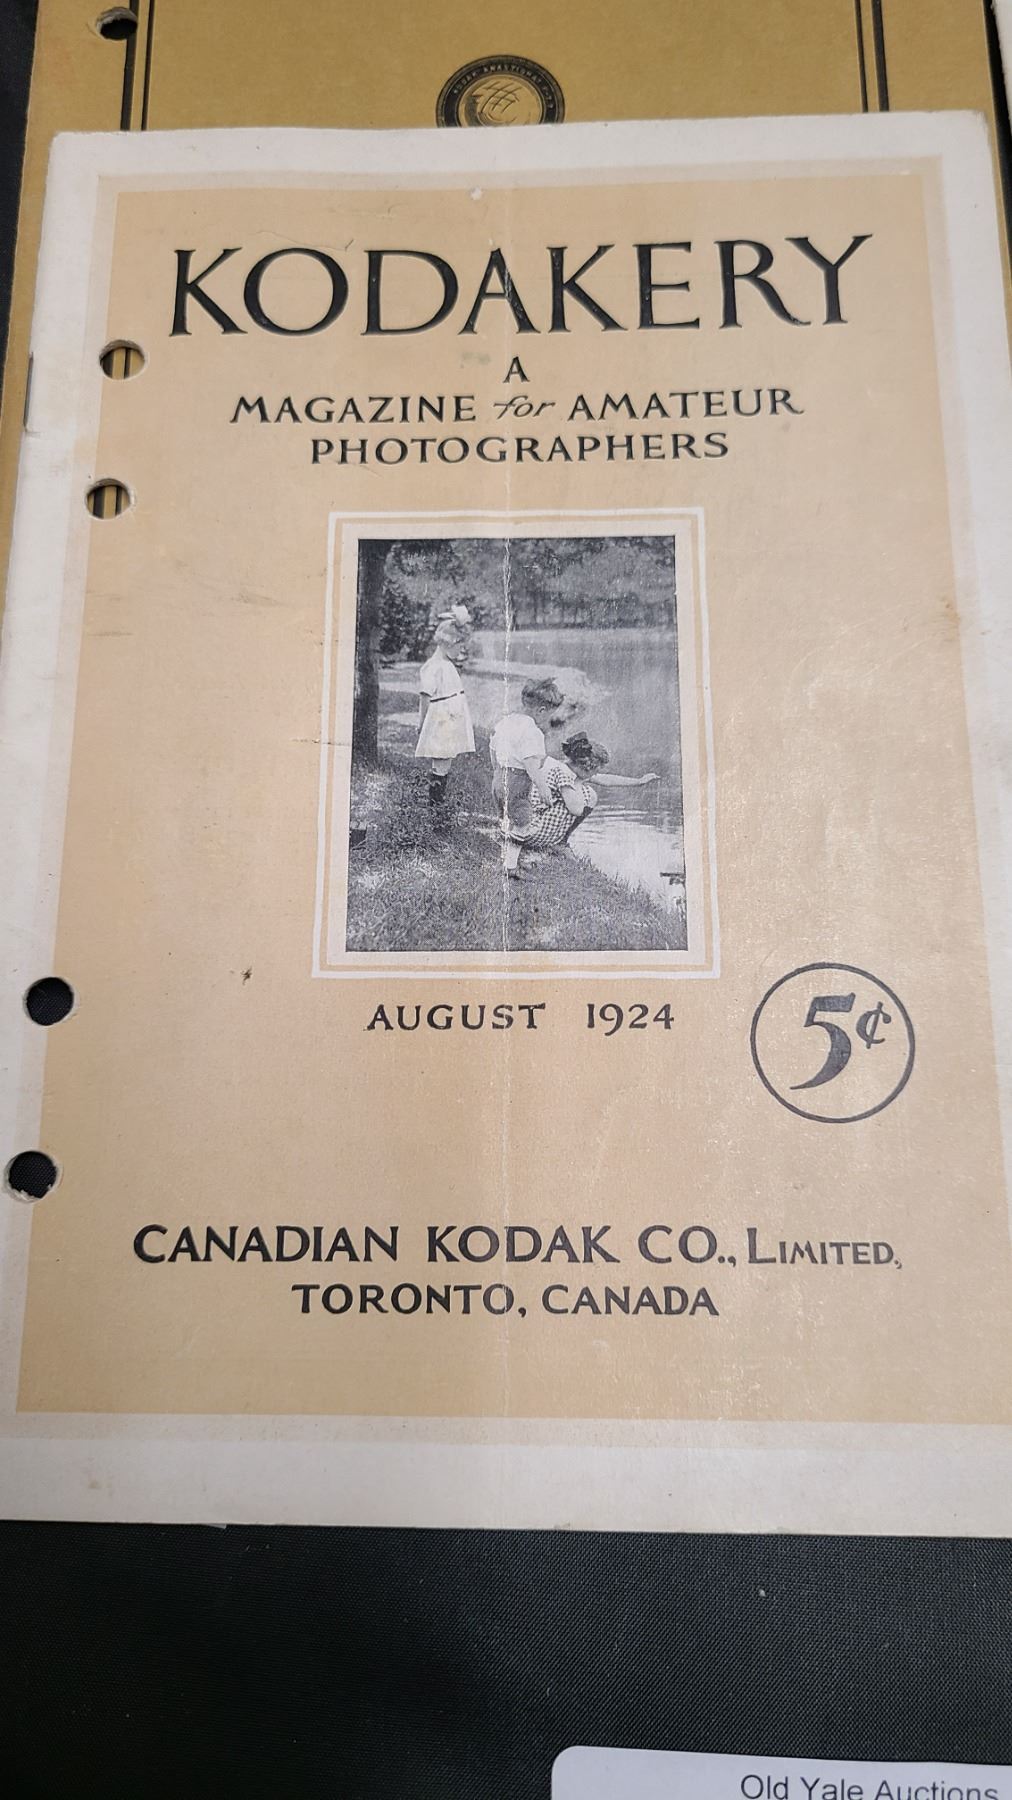 KODAKERY
A
MAGAZINE for AMATEUR
PHOTOGRAPHERS
AUGUST 1924
5¢
CANADIAN KODAK CO., LIMITED,
TORONTO, CANADA
Old Yale Auctions